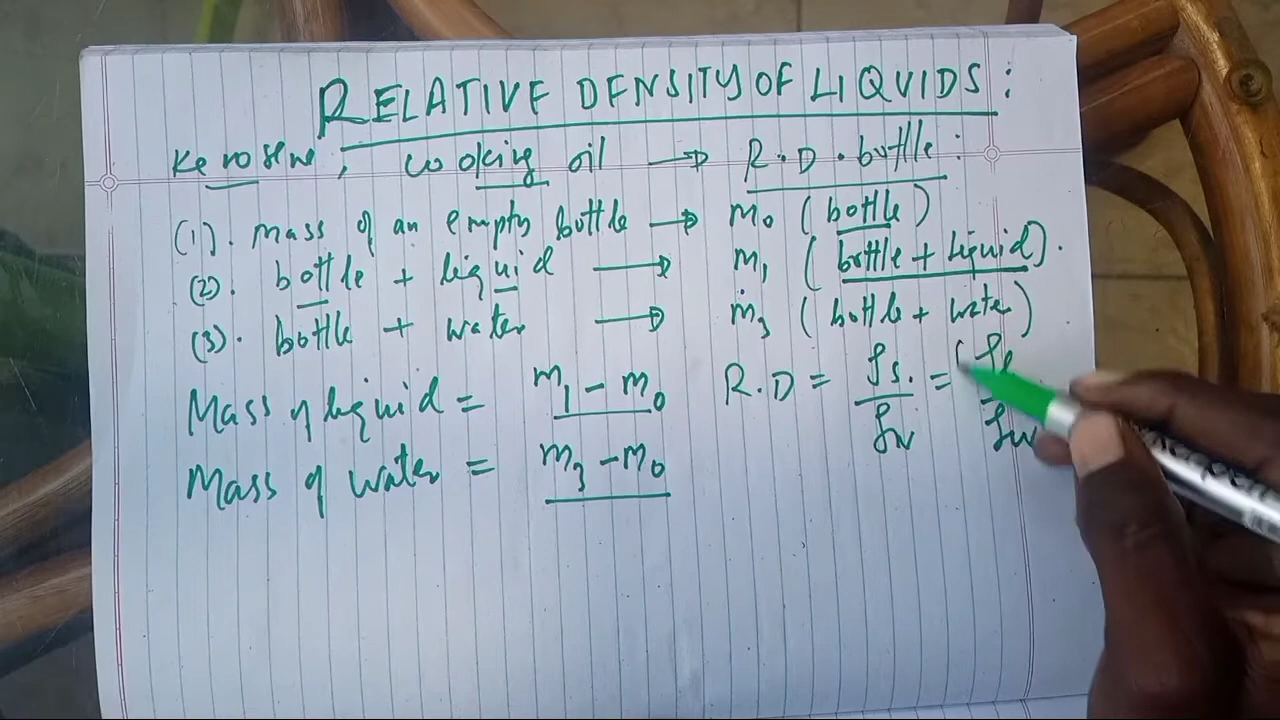 RELATIVE DENSITY OF LIQUIDS:
Kerosene, cooking oil → R.D. bottle:
(1). Mass of an empty bottle → m₀ (bottle)
(2). bottle + liquid → m₁ (bottle + liquid).
(3). bottle + water → m₃ (bottle + water)
Mass of liquid = m₁ - m₀
R.D = ρs. / ρw = (ρl / ρw
Mass of water = m₃ - m₀